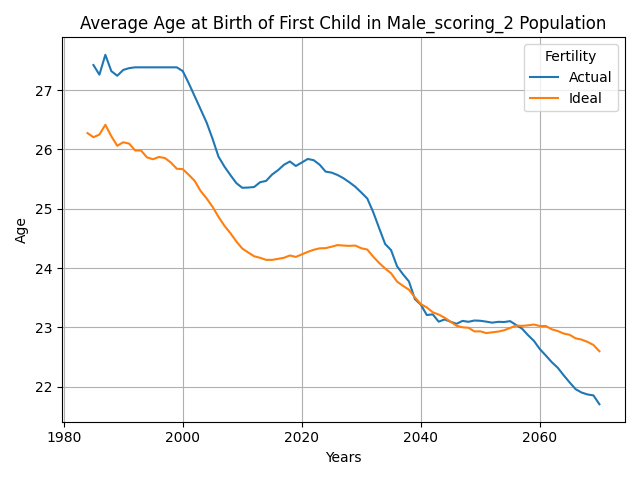 Average Age at Birth of First Child in Male_scoring_2 Population
Fertility
Actual
Ideal
Age
27
26
25
24
23
22
1980
2000
2020
2040
2060
Years